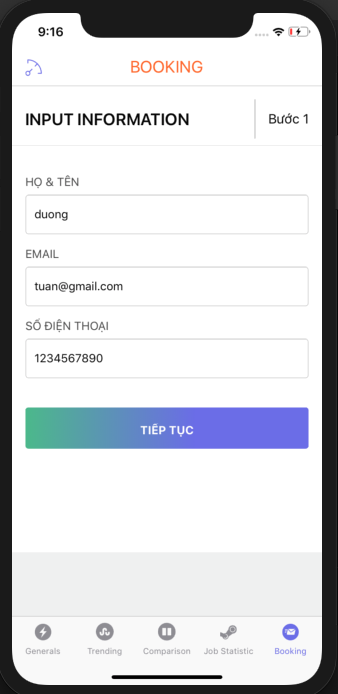 9:16
BOOKING
INPUT INFORMATION
Bước 1
HỌ & TÊN
duong
EMAIL
tuan@gmail.com
SỐ ĐIỆN THOẠI
1234567890
TIẾP TỤC
Generals Trending Comparison Job Statistic Booking